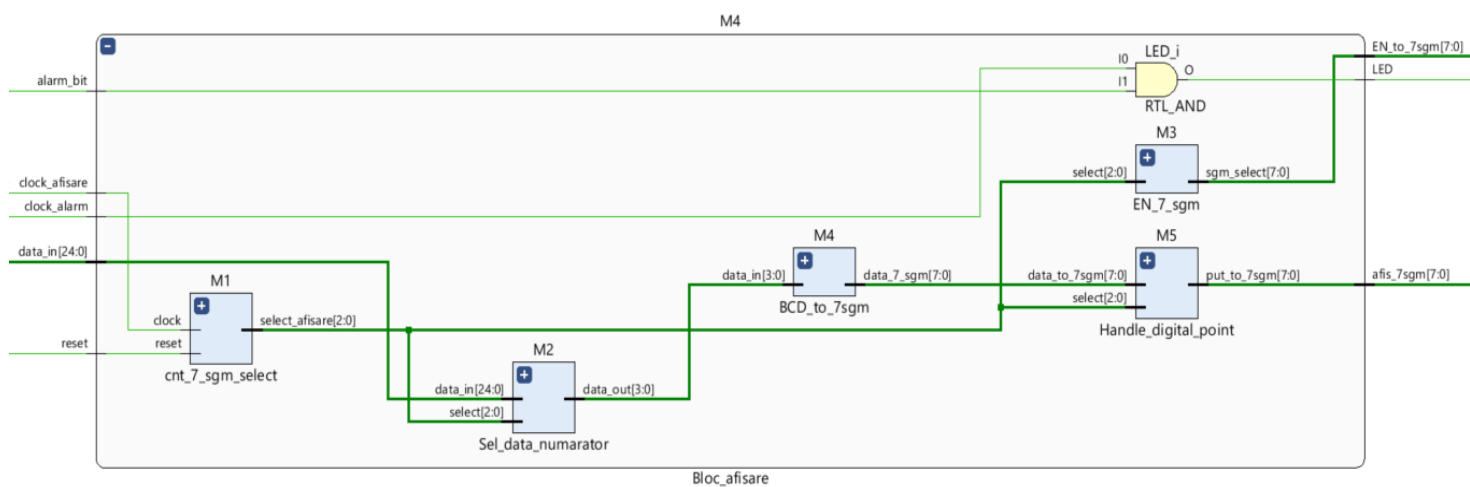 M4
EN_to_7sgm[7:0]
LED_i
I0
O
LED
alarm_bit
I1
RTL_AND
M3
clock_afisare
select[2:0]
sgm_select[7:0]
clock_alarm
EN_7_sgm
M4
M5
data_in[24:0]
data_in[3:0]
data_7_sgm[7:0]
data_to_7sgm[7:0]
put_to_7sgm[7:0]
afis_7sgm[7:0]
M1
select[2:0]
BCD_to_7sgm
clock
select_afisare[2:0]
Handle_digital_point
reset
reset
M2
cnt_7_sgm_select
data_in[24:0]
data_out[3:0]
select[2:0]
Sel_data_numarator
Bloc_afisare